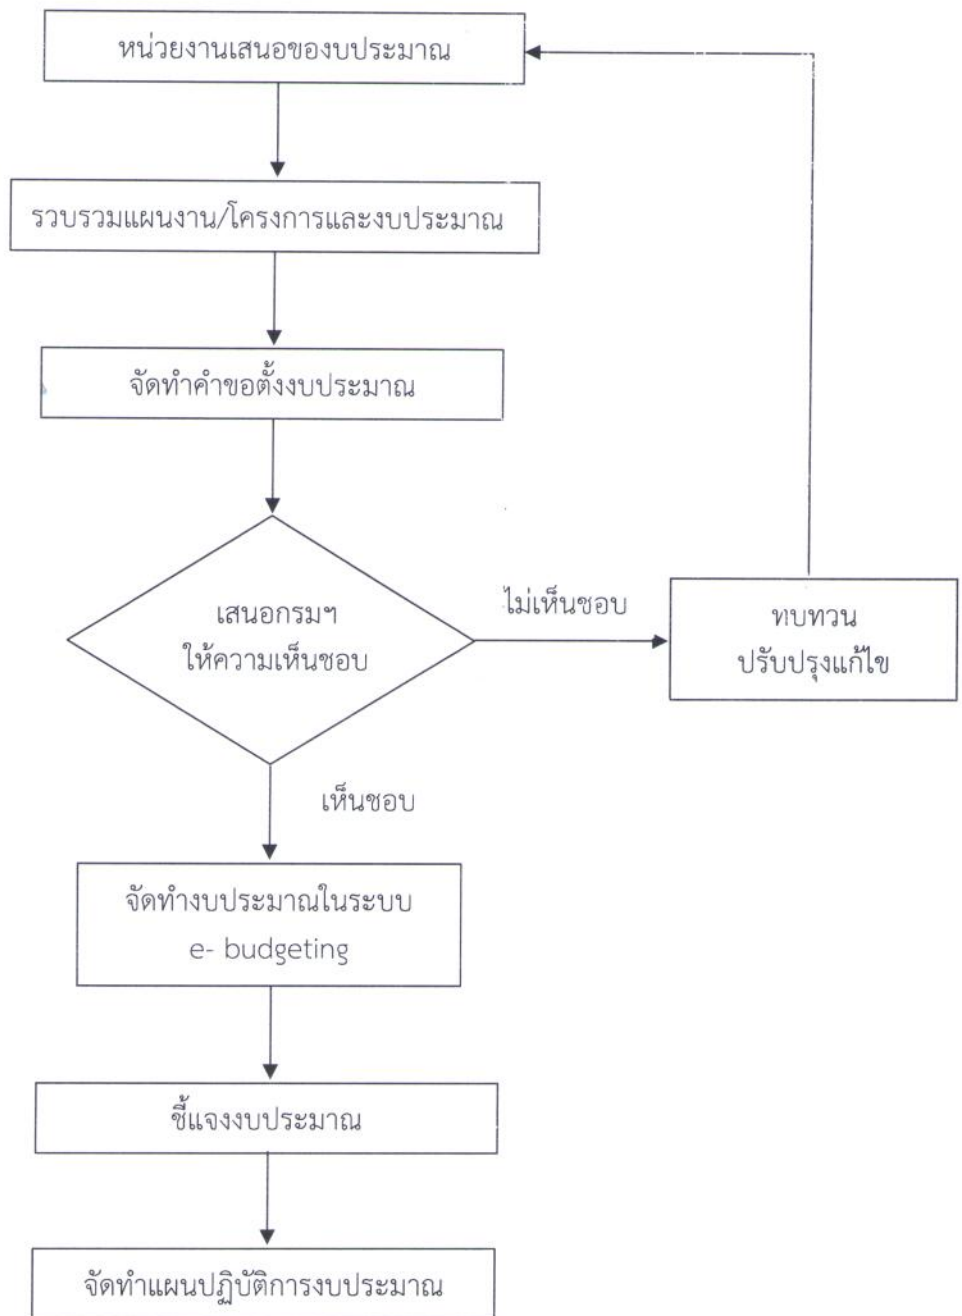 หน่วยงานเสนอของบประมาณ
รวบรวมแผนงาน/โครงการและงบประมาณ
จัดทำคำขอตั้งงบประมาณ
เสนอกรมฯ
ให้ความเห็นชอบ
ไม่เห็นชอบ
ทบทวน
ปรับปรุงแก้ไข
เห็นชอบ
จัดทำงบประมาณในระบบ
e- budgeting
ชี้แจงงบประมาณ
จัดทำแผนปฏิบัติการงบประมาณ